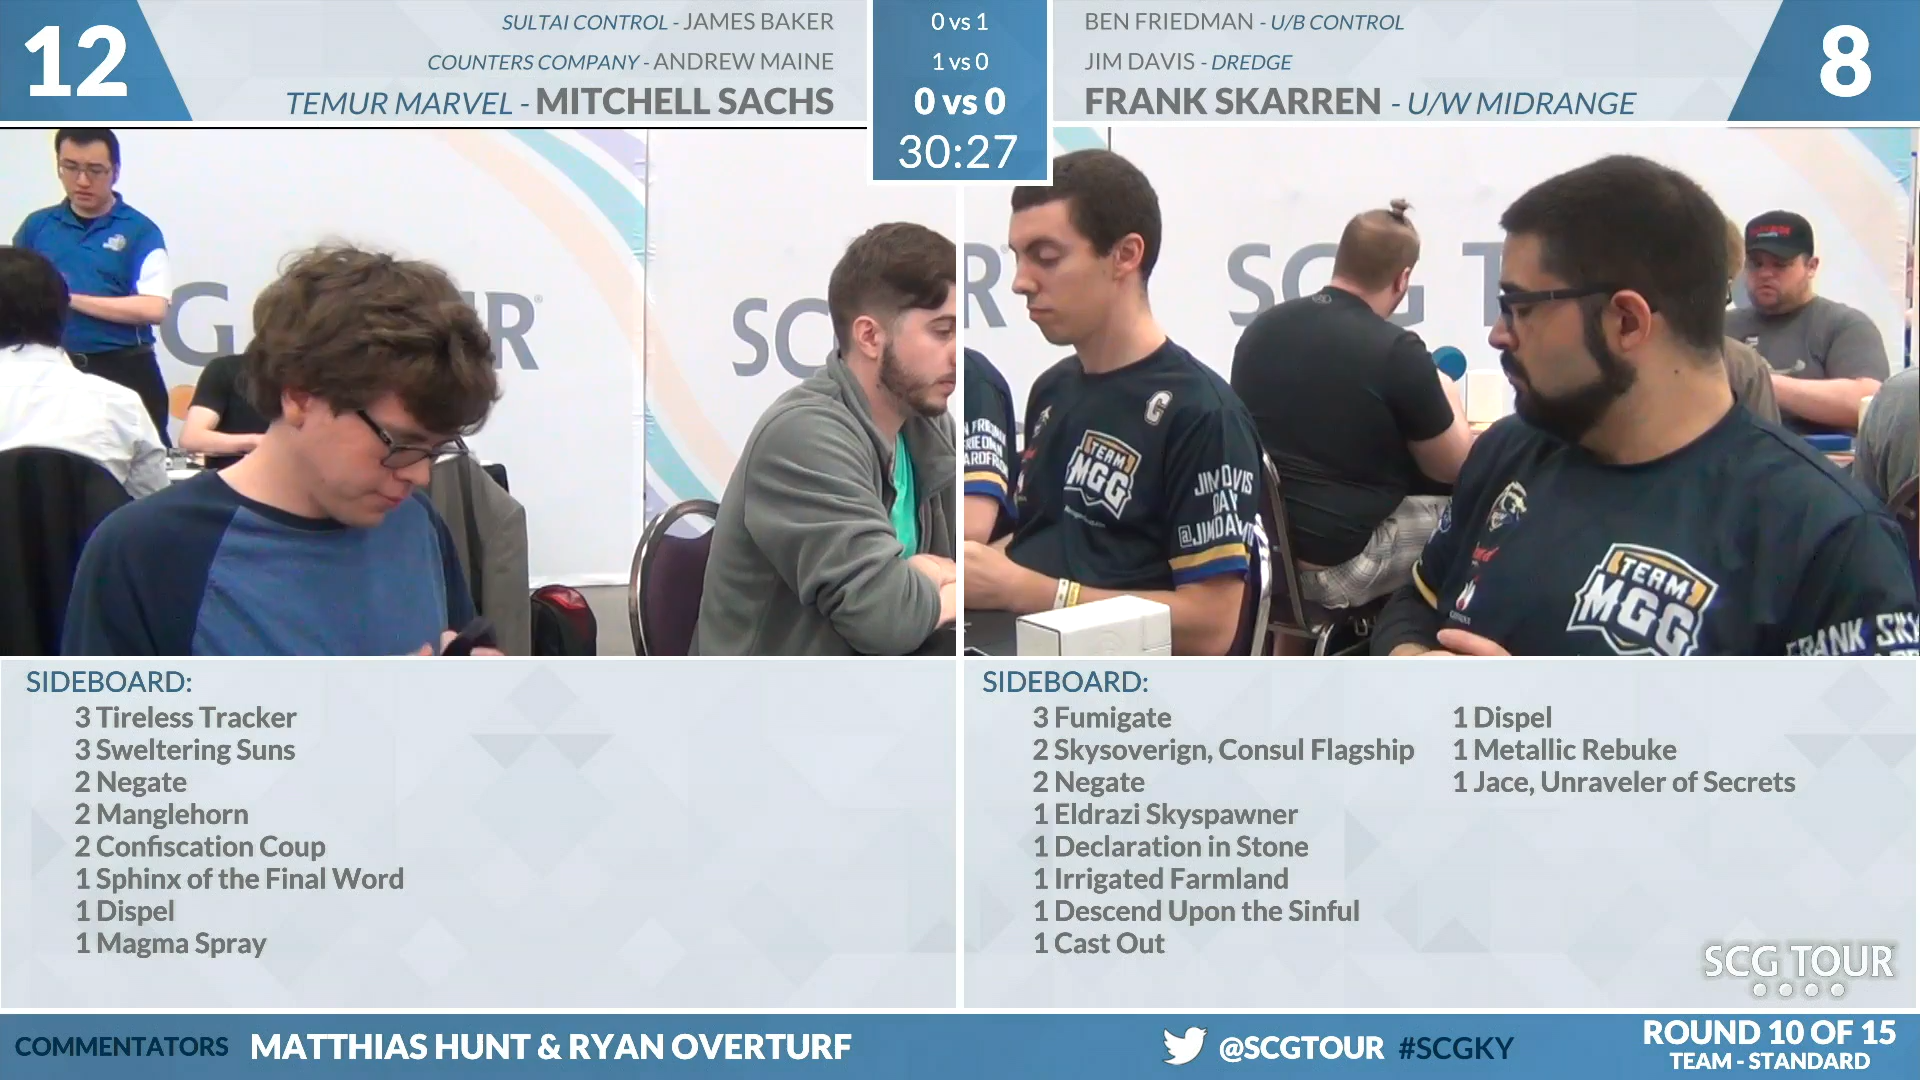 12
SULTAI CONTROL - JAMES BAKER
COUNTERS COMPANY - ANDREW MAINE
TEMUR MARVEL - MITCHELL SACHS
0 vs 1
1 vs 0
0 vs 0
30:27
BEN FRIEDMAN - U/B CONTROL
JIM DAVIS - DREDGE
FRANK SKARREN - U/W MIDRANGE
8
SCG T
TEAM
MGG
JIM DAVIS
DAY
TEAM
MGG
FRANK
SIDEBOARD:
3 Tireless Tracker
3 Sweltering Suns
2 Negate
2 Manglehorn
2 Confiscation Coup
1 Sphinx of the Final Word
1 Dispel
1 Magma Spray
SIDEBOARD:
3 Fumigate
2 Skysoverign, Consul Flagship
2 Negate
1 Eldrazi Skyspawner
1 Declaration in Stone
1 Irrigated Farmland
1 Descend Upon the Sinful
1 Cast Out
1 Dispel
1 Metallic Rebuke
1 Jace, Unraveler of Secrets
SCG TOUR
COMMENTATORS MATTHIAS HUNT & RYAN OVERTURF
@SCGTOUR #SCGKY
ROUND 10 OF 15
TEAM - STANDARD